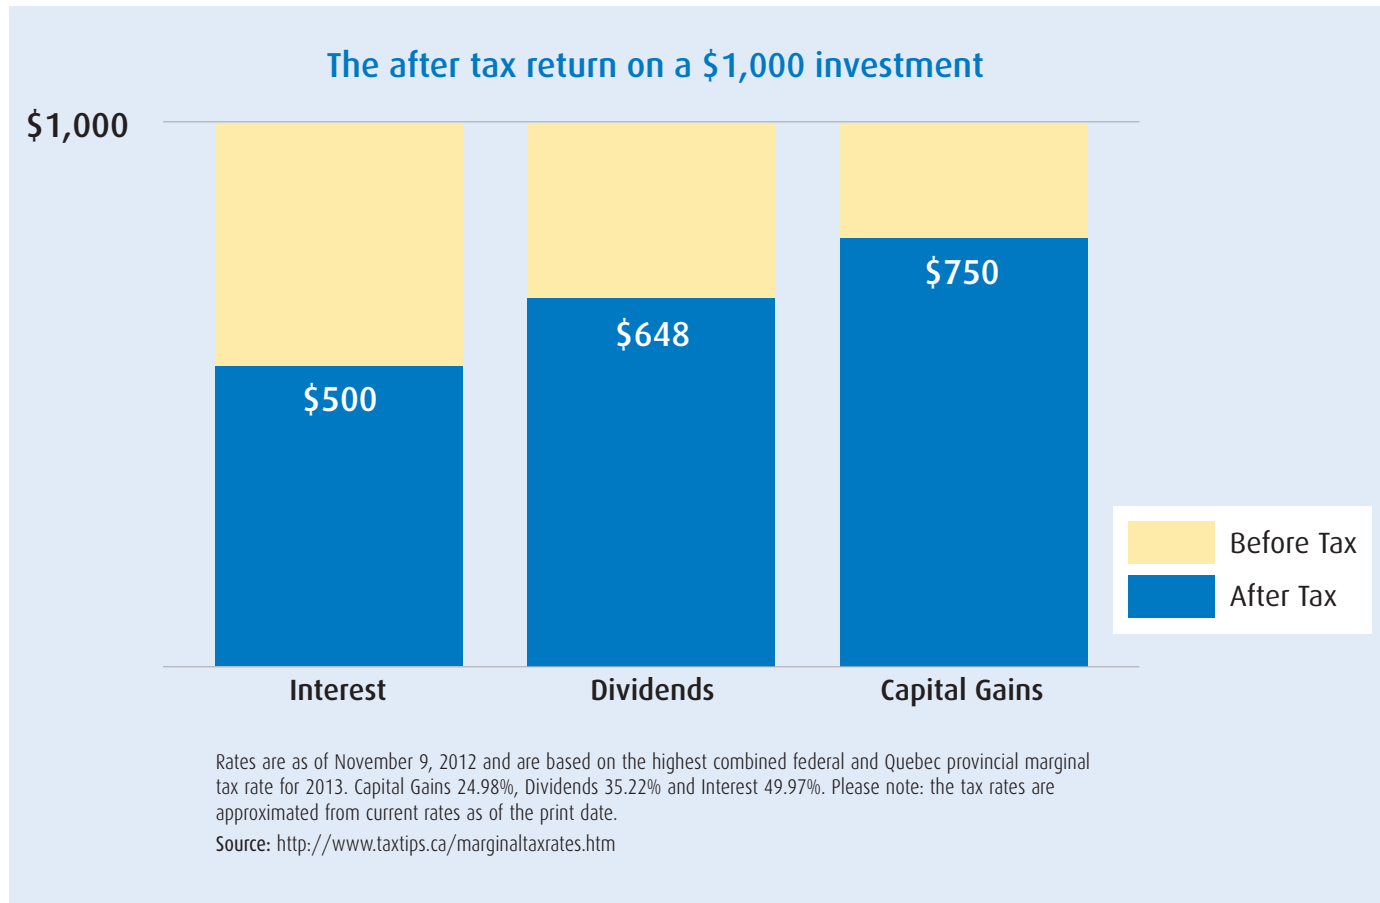 The after tax return on a $1,000 investment
$1,000
$500
$648
$750
Before Tax
After Tax
Interest
Dividends
Capital Gains
Rates are as of November 9, 2012 and are based on the highest combined federal and Quebec provincial marginal
tax rate for 2013. Capital Gains 24.98%, Dividends 35.22% and Interest 49.97%. Please note: the tax rates are
approximated from current rates as of the print date.
Source: http://www.taxtips.ca/marginaltaxrates.htm